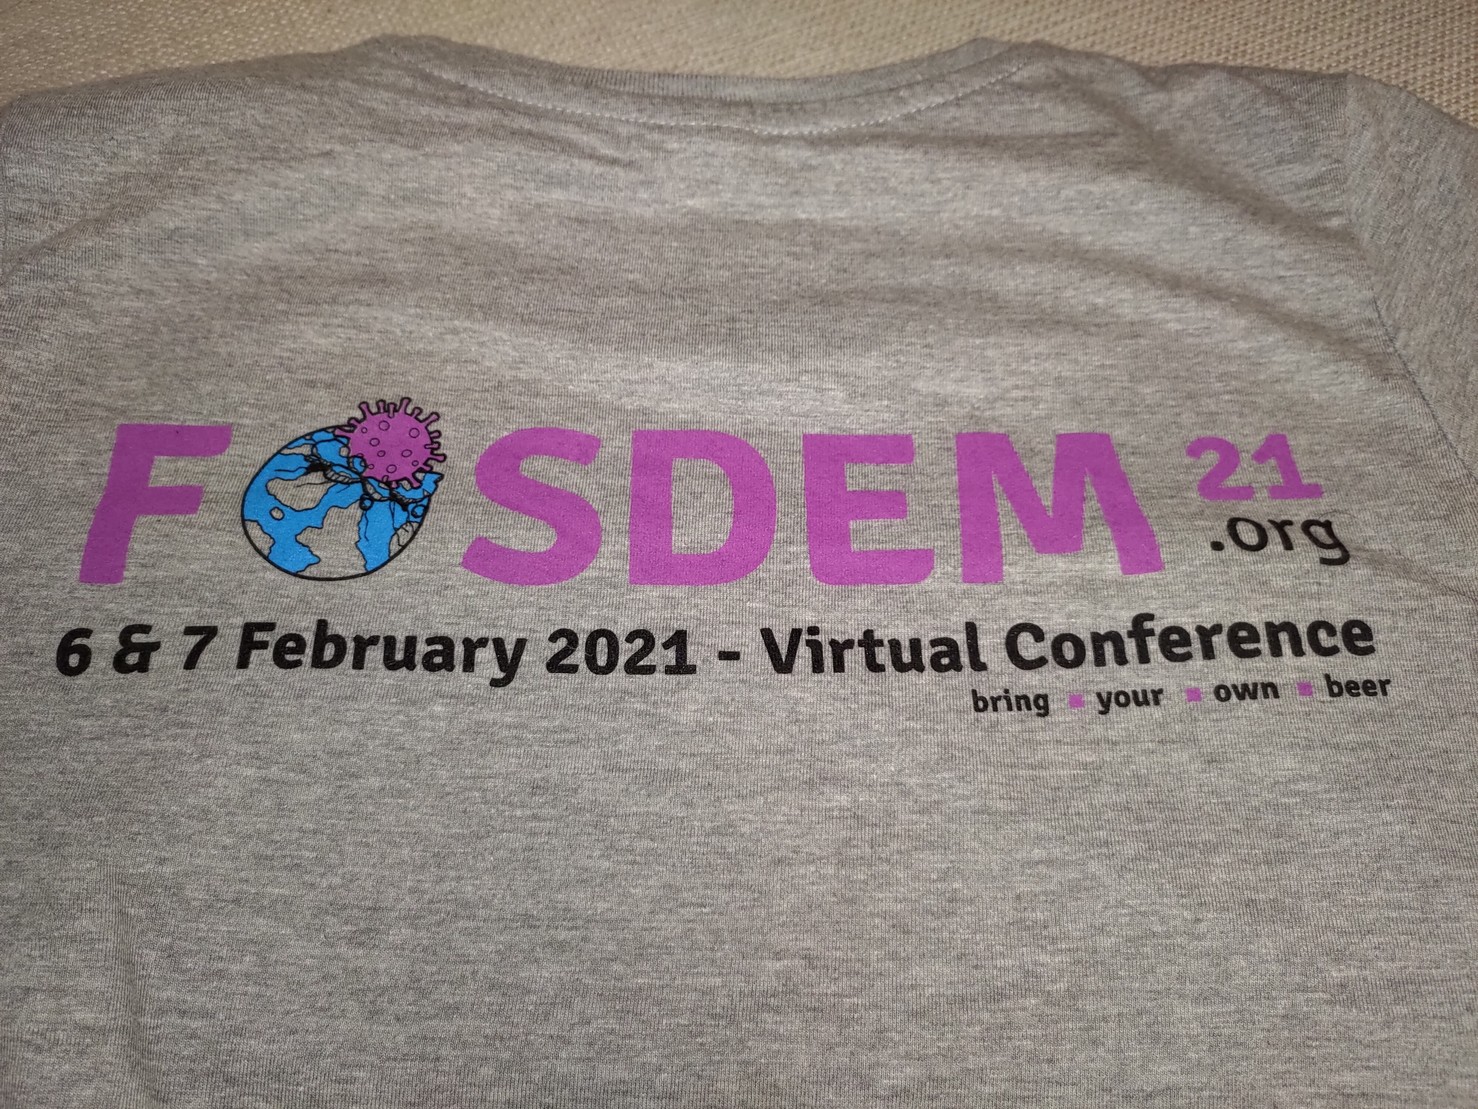 FOSDEM 21
.org
6 & 7 February 2021 - Virtual Conference
bring ▪ your ▪ own ▪ beer